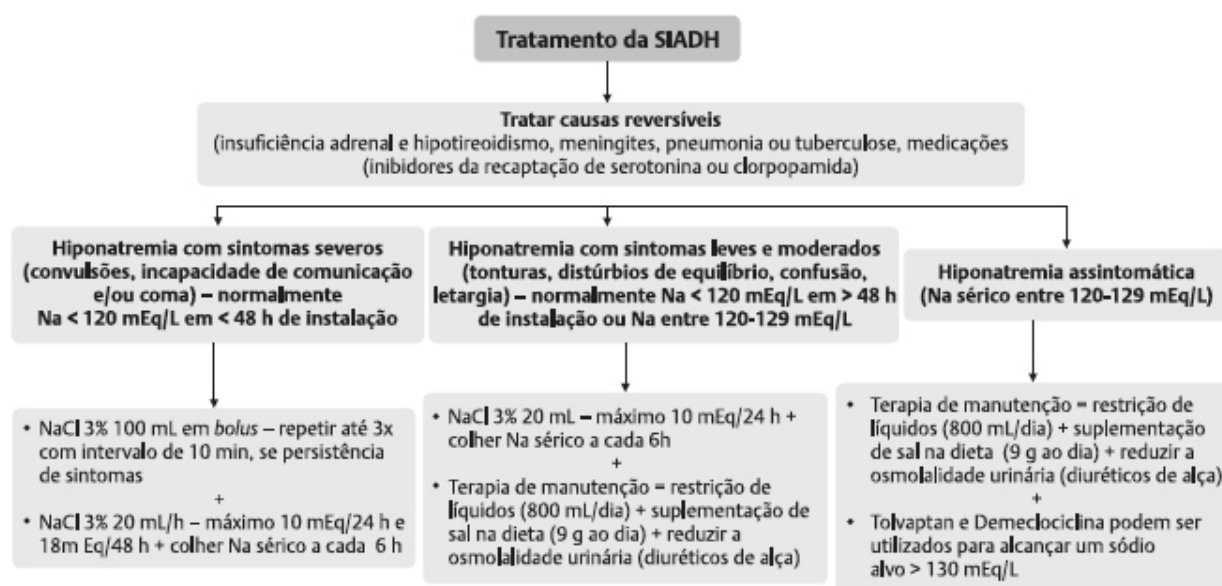 Tratamento da SIADH
Tratar causas reversíveis
(insuficiência adrenal e hipotireoidismo, meningites, pneumonia ou tuberculose, medicações
(inibidores da recaptação de serotonina ou clorpopamida)
Hiponatremia com sintomas severos
(convulsões, incapacidade de comunicação
e/ou coma) – normalmente
Na < 120 mEq/L em < 48 h de instalação
Hiponatremia com sintomas leves e moderados
(tonturas, distúrbios de equilíbrio, confusão,
letargia) – normalmente Na < 120 mEq/L em > 48 h
de instalação ou Na entre 120-129 mEq/L
Hiponatremia assintomática
(Na sérico entre 120-129 mEq/L)
• NaCl 3% 100 mL em bolus – repetir até 3x
com intervalo de 10 min, se persistência
de sintomas
+
• NaCl 3% 20 mL/h – máximo 10 mEq/24 h e
18m Eq/48 h + colher Na sérico a cada 6 h
• NaCl 3% 20 mL – máximo 10 mEq/24 h +
colher Na sérico a cada 6h
+
• Terapia de manutenção = restrição de
líquidos (800 mL/dia) + suplementação de
sal na dieta (9 g ao dia) + reduzir a
osmolalidade urinária (diuréticos de alça)
• Terapia de manutenção = restrição de
líquidos (800 mL/dia) + suplementação
de sal na dieta (9 g ao dia) + reduzir
a osmolalidade urinária (diuréticos de alça)
+
• Tolvaptan e Demeclociclina podem ser
utilizados para alcançar um sódio
alvo > 130 mEq/L